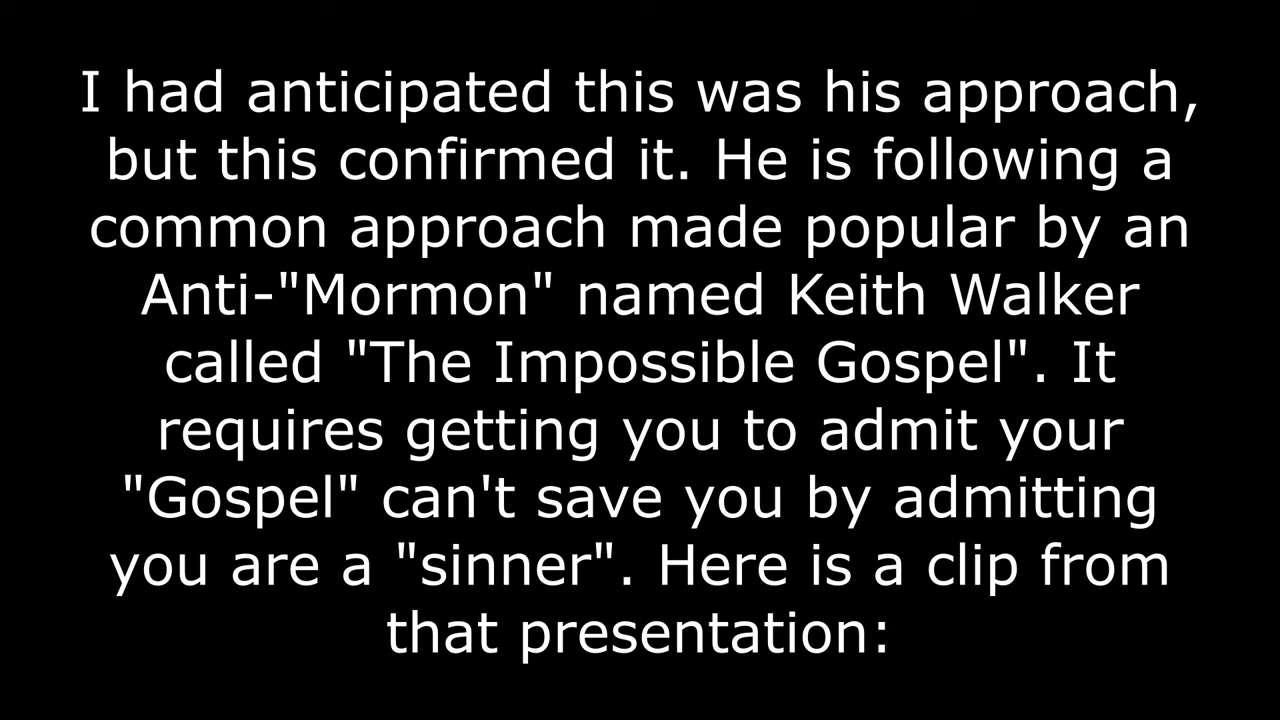 I had anticipated this was his approach,
but this confirmed it. He is following a
common approach made popular by an
Anti-"Mormon" named Keith Walker
called "The Impossible Gospel". It
requires getting you to admit your
"Gospel" can't save you by admitting
you are a "sinner". Here is a clip from
that presentation: